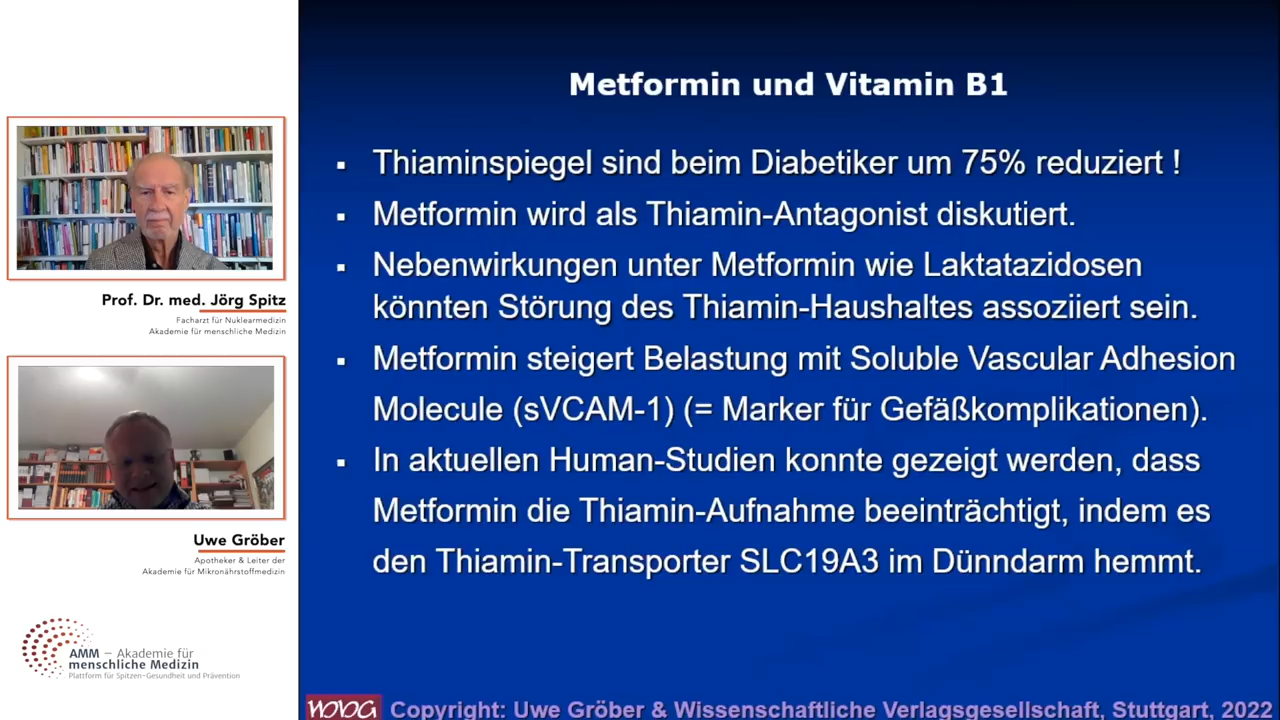 Metformin und Vitamin B1
Thiaminspiegel sind beim Diabetiker um 75% reduziert !
Metformin wird als Thiamin-Antagonist diskutiert.
Nebenwirkungen unter Metformin wie Laktatazidosen
könnten Störung des Thiamin-Haushaltes assoziiert sein.
Metformin steigert Belastung mit Soluble Vascular Adhesion
Molecule (sVCAM-1) (= Marker für Gefäßkomplikationen).
In aktuellen Human-Studien konnte gezeigt werden, dass
Metformin die Thiamin-Aufnahme beeinträchtigt, indem es
den Thiamin-Transporter SLC19A3 im Dünndarm hemmt.
Prof. Dr. med. Jörg Spitz
Facharzt für Nuklearmedizin
Akademie für menschliche Medizin
Uwe Gröber
Apotheker & Leiter der
Akademie für Mikronährstoffmedizin
AMM – Akademie für
menschliche Medizin
Plattform für Spitzen-Gesundheit und Prävention
Copyright: Uwe Gröber & Wissenschaftliche Verlagsgesellschaft, Stuttgart, 2022